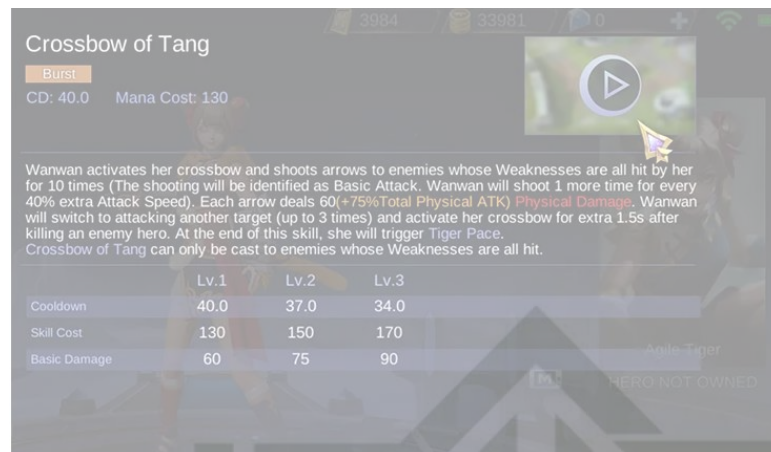 3984 33981 0
Crossbow of Tang
Burst
CD: 40.0 Mana Cost: 130
Wanwan activates her crossbow and shoots arrows to enemies whose Weaknesses are all hit by her
for 10 times (The shooting will be identified as Basic Attack. Wanwan will shoot 1 more time for every
40% extra Attack Speed). Each arrow deals 60(+75%Total Physical ATK) Physical Damage. Wanwan
will switch to attacking another target (up to 3 times) and activate her crossbow for extra 1.5s after
killing an enemy hero. At the end of this skill, she will trigger Tiger Pace.
Crossbow of Tang can only be cast to enemies whose Weaknesses are all hit.
Lv.1 Lv.2 Lv.3
Cooldown 40.0 37.0 34.0
Skill Cost 130 150 170
Basic Damage 60 75 90
Agile Tiger
HERO NOT OWNED